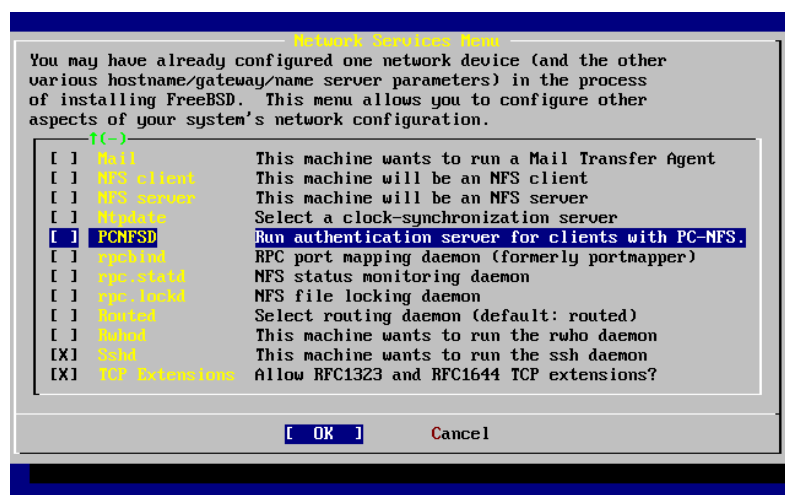 Network Services Menu
You may have already configured one network device (and the other
various hostname/gateway/name server parameters) in the process
of installing FreeBSD.  This menu allows you to configure other
aspects of your system's network configuration.
↑(-)
[ ] Mail This machine wants to run a Mail Transfer Agent
[ ] NFS client This machine will be an NFS client
[ ] NFS server This machine will be an NFS server
[ ] Ntpdate Select a clock-synchronization server
[ ] PCNFSD Run authentication server for clients with PC-NFS.
[ ] rpcbind RPC port mapping daemon (formerly portmapper)
[ ] rpc.statd NFS status monitoring daemon
[ ] rpc.lockd NFS file locking daemon
[ ] Routed Select routing daemon (default: routed)
[ ] Rwhod This machine wants to run the rwho daemon
[X] Sshd This machine wants to run the ssh daemon
[X] TCP Extensions Allow RFC1323 and RFC1644 TCP extensions?
[ OK ] Cancel